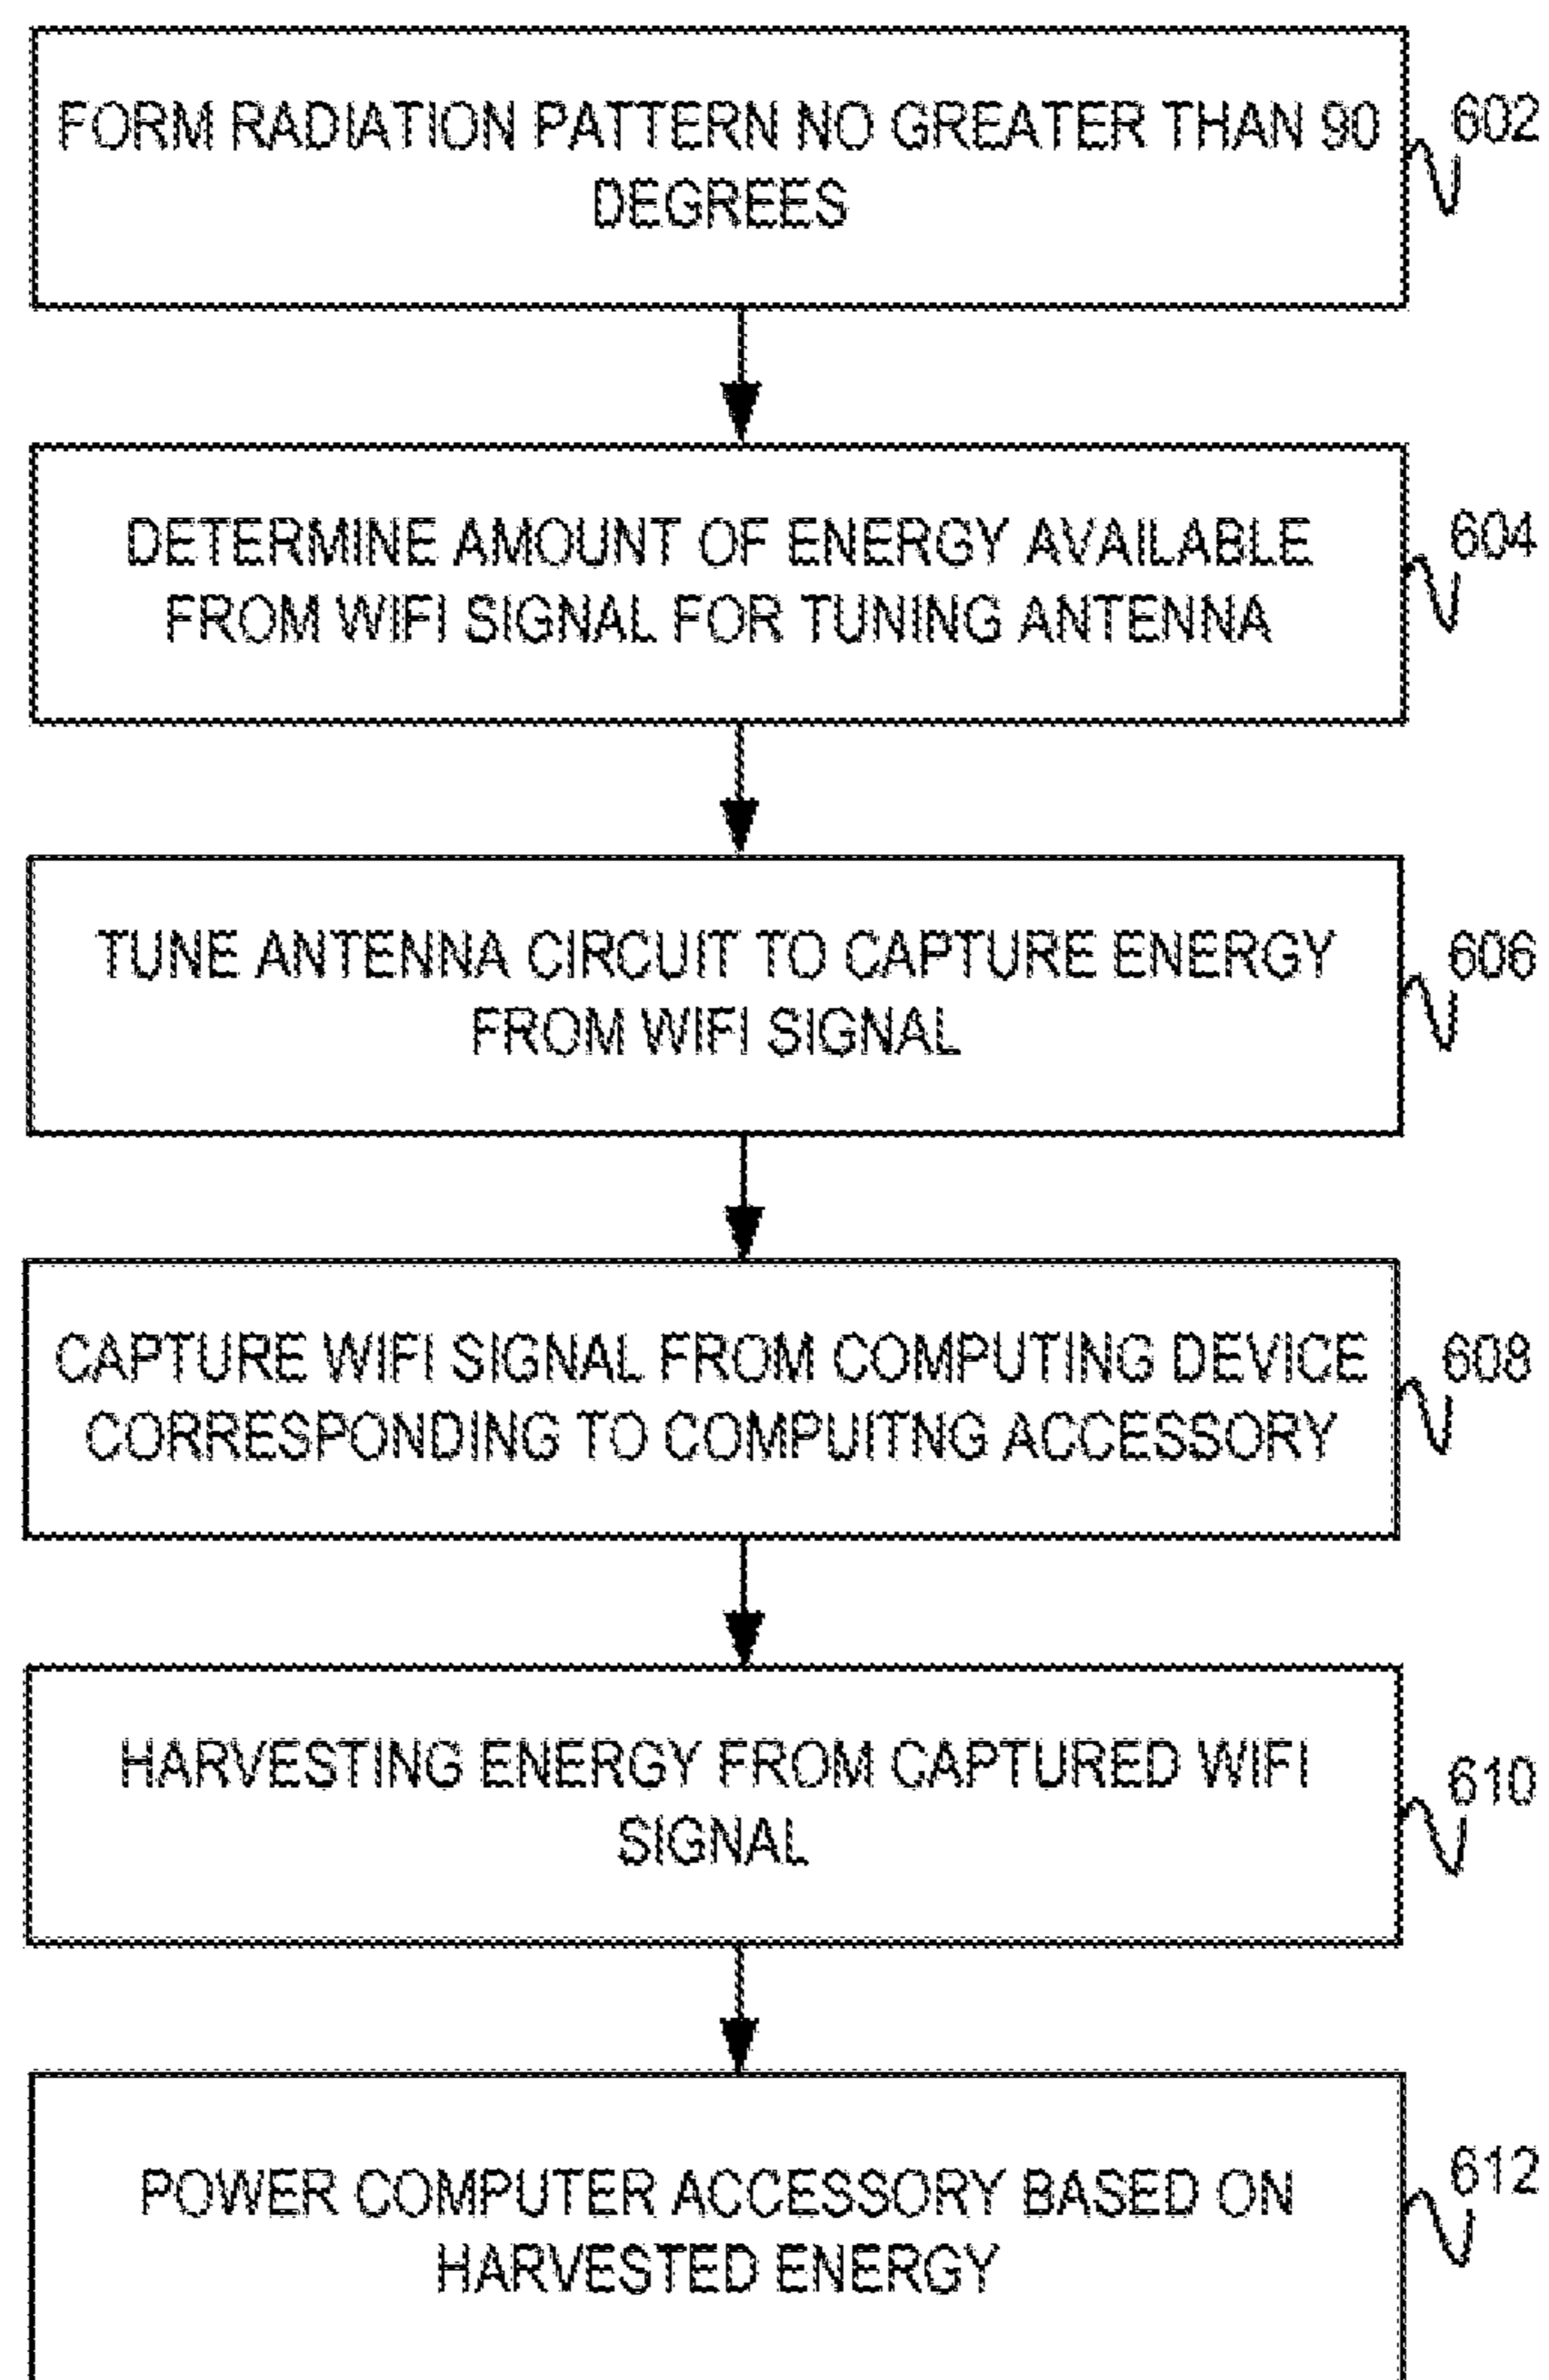 FORM RADIATION PATTERN NO GREATER THAN 90
DEGREES
602
DETERMINE AMOUNT OF ENERGY AVAILABLE
FROM WIFI SIGNAL FOR TUNING ANTENNA
604
TUNE ANTENNA CIRCUIT TO CAPTURE ENERGY
FROM WIFI SIGNAL
606
CAPTURE WIFI SIGNAL FROM COMPUTING DEVICE
CORRESPONDING TO COMPUITNG ACCESSORY
608
HARVESTING ENERGY FROM CAPTURED WIFI
SIGNAL
610
POWER COMPUTER ACCESSORY BASED ON
HARVESTED ENERGY
612